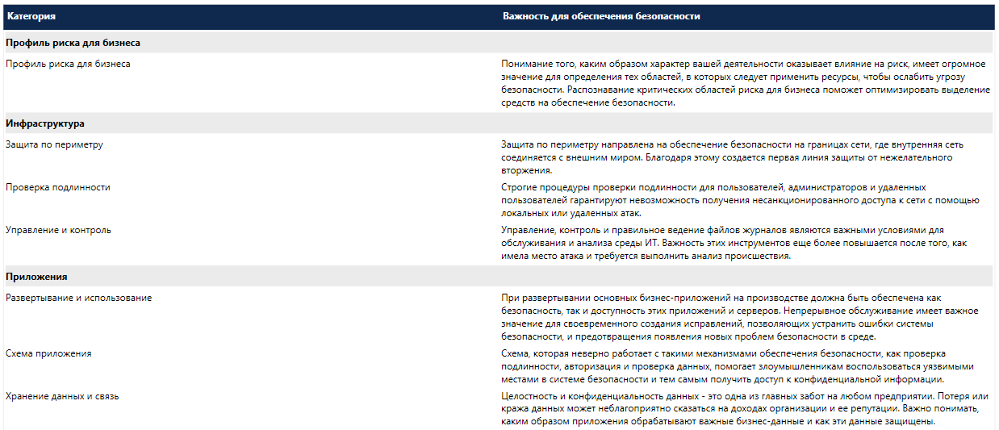 Категория
Важность для обеспечения безопасности
Профиль риска для бизнеса
Профиль риска для бизнеса
Понимание того, каким образом характер вашей деятельности оказывает влияние на риск, имеет огромное
значение для определения тех областей, в которых следует применить ресурсы, чтобы ослабить угрозу
безопасности. Распознавание критических областей риска для бизнеса поможет оптимизировать выделение
средств на обеспечение безопасности.
Инфраструктура
Защита по периметру
Защита по периметру направлена на обеспечение безопасности на границах сети, где внутренняя сеть
соединяется с внешним миром. Благодаря этому создается первая линия защиты от нежелательного
вторжения.
Проверка подлинности
Строгие процедуры проверки подлинности для пользователей, администраторов и удаленных
пользователей гарантируют невозможность получения несанкционированного доступа к сети с помощью
локальных или удаленных атак.
Управление и контроль
Управление, контроль и правильное ведение файлов журналов являются важными условиями для
обслуживания и анализа среды ИТ. Важность этих инструментов еще более повышается после того, как
имела место атака и требуется выполнить анализ происшествия.
Приложения
Развертывание и использование
При развертывании основных бизнес-приложений на производстве должна быть обеспечена как
безопасность, так и доступность этих приложений и серверов. Непрерывное обслуживание имеет важное
значение для своевременного создания исправлений, позволяющих устранить ошибки системы
безопасности, и предотвращения появления новых проблем безопасности в среде.
Схема приложения
Схема, которая неверно работает с такими механизмами обеспечения безопасности, как проверка
подлинности, авторизация и проверка данных, помогает злоумышленникам воспользоваться уязвимыми
местами в системе безопасности и тем самым получить доступ к конфиденциальной информации.
Хранение данных и связь
Целостность и конфиденциальность данных - это одна из главных забот на любом предприятии. Потеря или
кража данных может неблагоприятно сказаться на доходах организации и ее репутации. Важно понимать,
каким образом приложения обрабатывают важные бизнес-данные и как эти данные защищены.